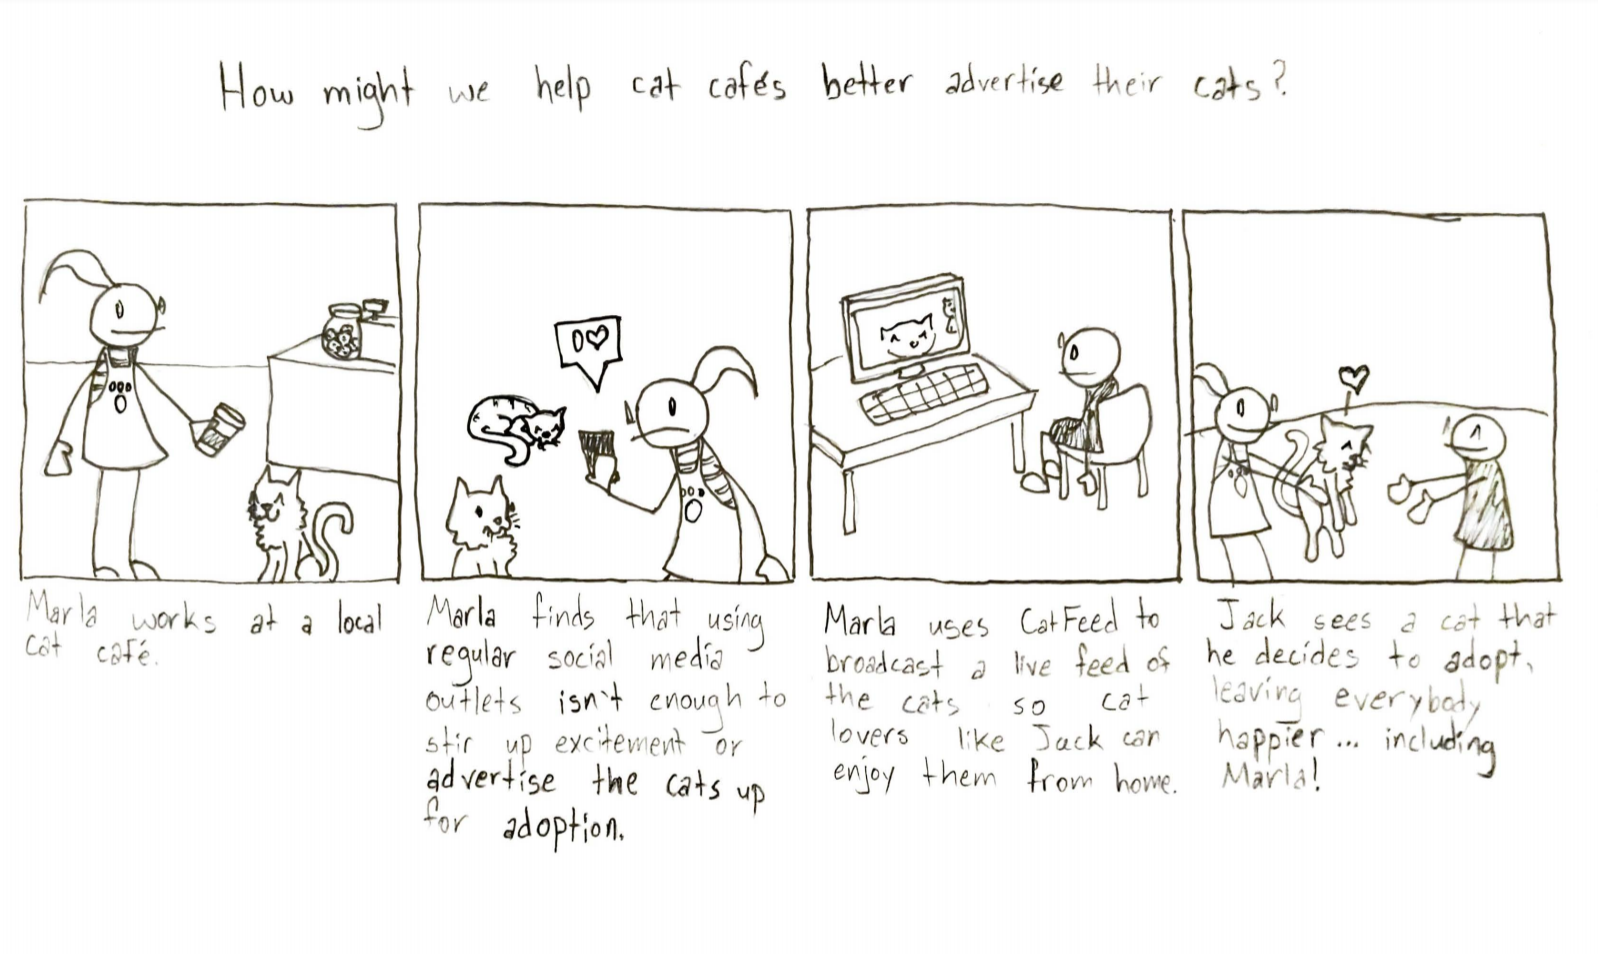 How might we help cat cafés better advertise their cats?
0♡
Marla works at a local
cat café.
Marla finds that using
regular social media
outlets isn't enough to
stir up excitement or
advertise the cats up
for adoption.
Marla uses CatFeed to
broadcast a live feed of
the cats so cat
lovers like Jack can
enjoy them from home.
Jack sees a cat that
he decides to adopt,
leaving everybody
happier... including
Marla!